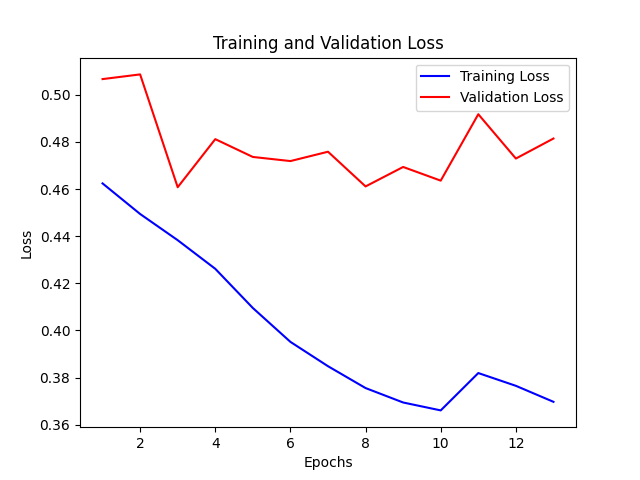 Training and Validation Loss
Training Loss
Validation Loss
0.50
0.48
0.46
0.44
0.42
0.40
0.38
0.36
Loss
2 4 6 8 10 12
Epochs